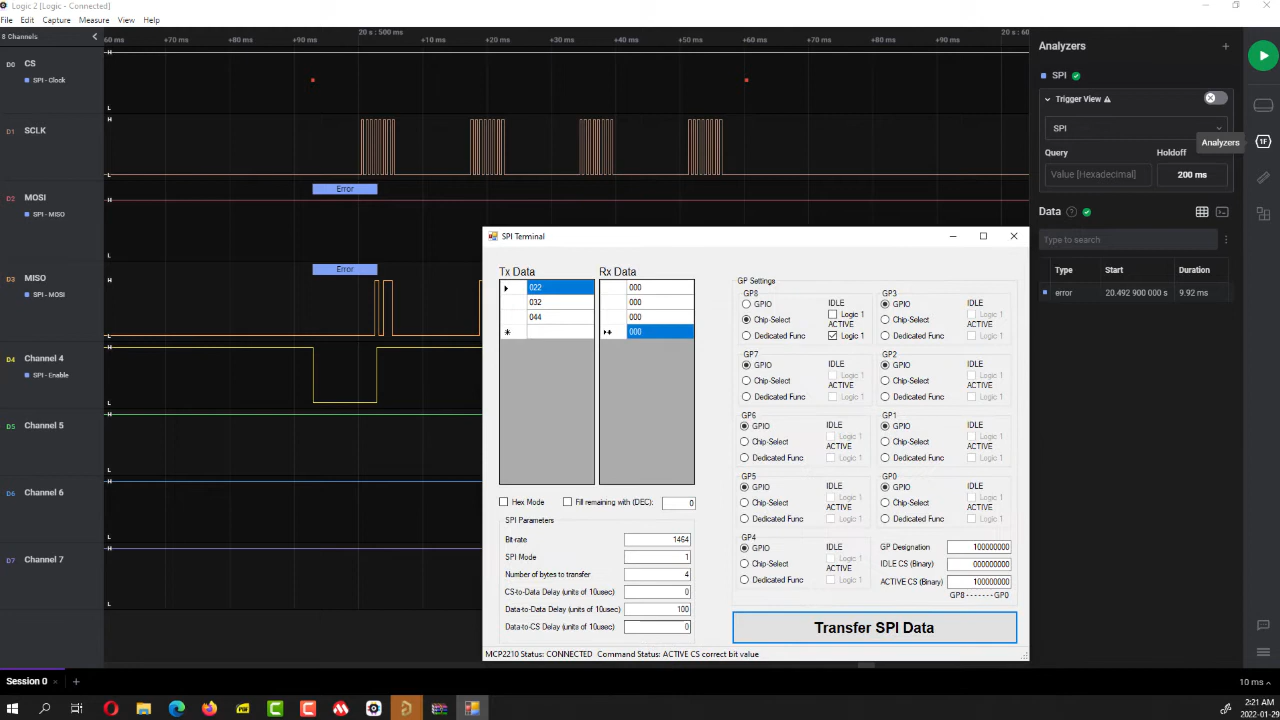 Logic 2 [Logic - Connected]
File Edit Capture Measure View Help
8 Channels
60 ms +70 ms +80 ms +90 ms 20 s : 500 ms +10 ms +20 ms +30 ms +40 ms +50 ms +60 ms +70 ms +80 ms +90 ms 20 s : 60
D0 CS
SPI - Clock
H
L
D1 SCLK
H
L
D2 MOSI
SPI - MISO
Error
H
L
D3 MISO
SPI - MOSI
Error
H
L
D4 Channel 4
SPI - Enable
H
L
D5 Channel 5
H
L
D6 Channel 6
H
L
D7 Channel 7
H
L
Analyzers
SPI
Trigger View
SPI
Analyzers
Query Holdoff
Value [Hexadecimal] 200 ms
Data
Type to search
Type Start Duration
error 20.492 900 000 s 9.92 ms
1F
SPI Terminal
Tx Data Rx Data
022 000
032 000
044 000
000
Hex Mode Fill remaining with (DEC): 0
SPI Parameters
Bit rate 1464
SPI Mode 1
Number of bytes to transfer 4
CS-to-Data Delay (units of 10usec) 0
Data-to-Data Delay (units of 10usec) 100
Data-to-CS Delay (units of 10usec) 0
GP Settings
GP8
GPIO IDLE
Logic 1
Chip-Select ACTIVE
Dedicated Func Logic 1
GP3
GPIO IDLE
Logic 1
Chip-Select ACTIVE
Dedicated Func Logic 1
GP7
GPIO IDLE
Logic 1
Chip-Select ACTIVE
Dedicated Func Logic 1
GP2
GPIO IDLE
Logic 1
Chip-Select ACTIVE
Dedicated Func Logic 1
GP6
GPIO IDLE
Logic 1
Chip-Select ACTIVE
Dedicated Func Logic 1
GP1
GPIO IDLE
Logic 1
Chip-Select ACTIVE
Dedicated Func Logic 1
GP5
GPIO IDLE
Logic 1
Chip-Select ACTIVE
Dedicated Func Logic 1
GP0
GPIO IDLE
Logic 1
Chip-Select ACTIVE
Dedicated Func Logic 1
GP4
GPIO IDLE
Logic 1
Chip-Select ACTIVE
Dedicated Func Logic 1
GP Designation 100000000
IDLE CS (Binary) 000000000
ACTIVE CS (Binary) 100000000
GP8-------GP0
Transfer SPI Data
MCP2210 Status: CONNECTED Command Status: ACTIVE CS correct bit value
Session 0
10 ms
2:21 AM
2022-01-29